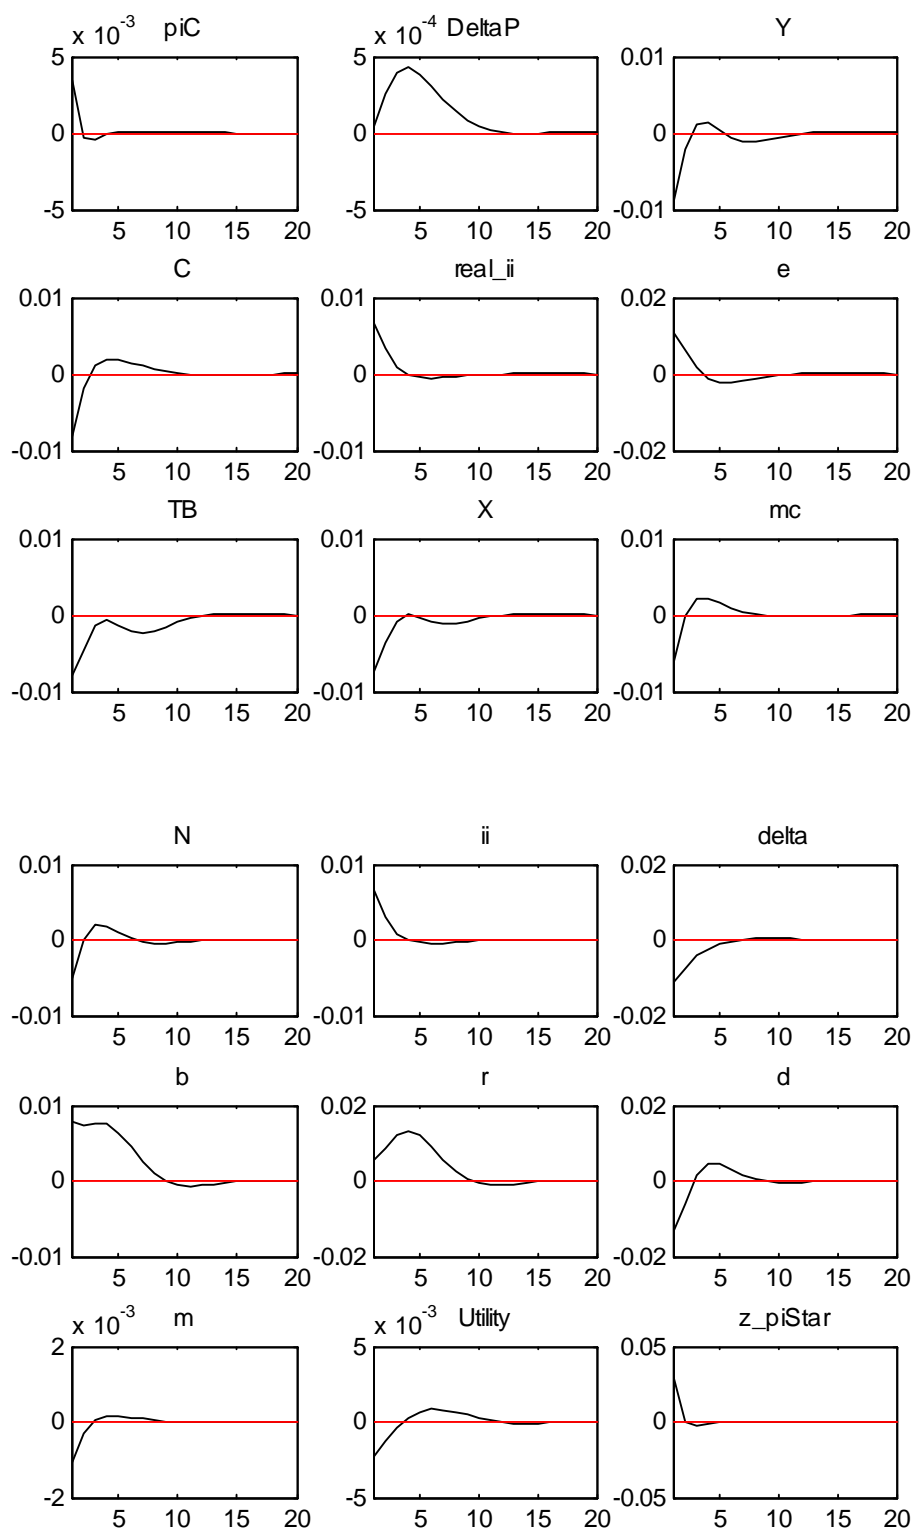 x 10^-3 piC x 10^-4 DeltaP Y
5 5 0.01
0 0 0
-5 -5 -0.01
5 10 15 20 5 10 15 20 5 10 15 20
C real_ii e
0.01 0.01 0.02
0 0 0
-0.01 -0.01 -0.02
5 10 15 20 5 10 15 20 5 10 15 20
TB X mc
0.01 0.01 0.01
0 0 0
-0.01 -0.01 -0.01
5 10 15 20 5 10 15 20 5 10 15 20
N ii delta
0.01 0.01 0.02
0 0 0
-0.01 -0.01 -0.02
5 10 15 20 5 10 15 20 5 10 15 20
b r d
0.01 0.02 0.02
0 0 0
-0.01 -0.02 -0.02
5 10 15 20 5 10 15 20 5 10 15 20
x 10^-3 m x 10^-3 Utility z_piStar
2 5 0.05
0 0 0
-2 -5 -0.05
5 10 15 20 5 10 15 20 5 10 15 20